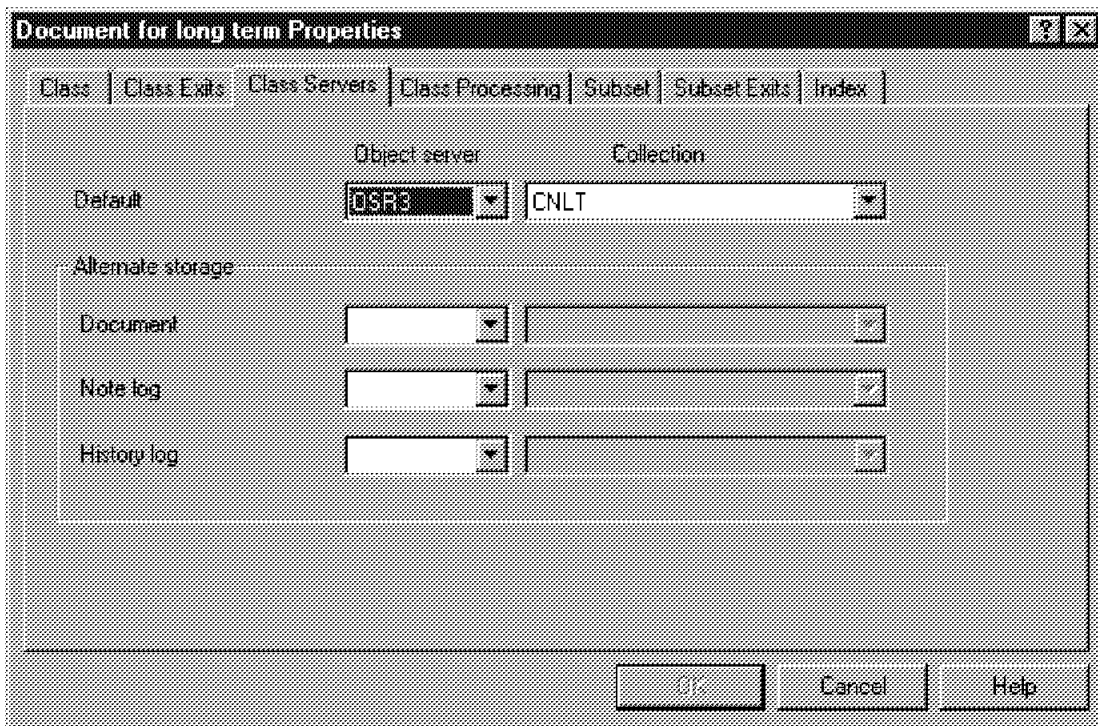 Document for long term Properties
Class Class Exits Class Servers Class Processing Subset Subset Exits Index
Object server Collection
Default OSR3 CNLT
Alternate storage
Document
Note log
History log
OK Cancel Help